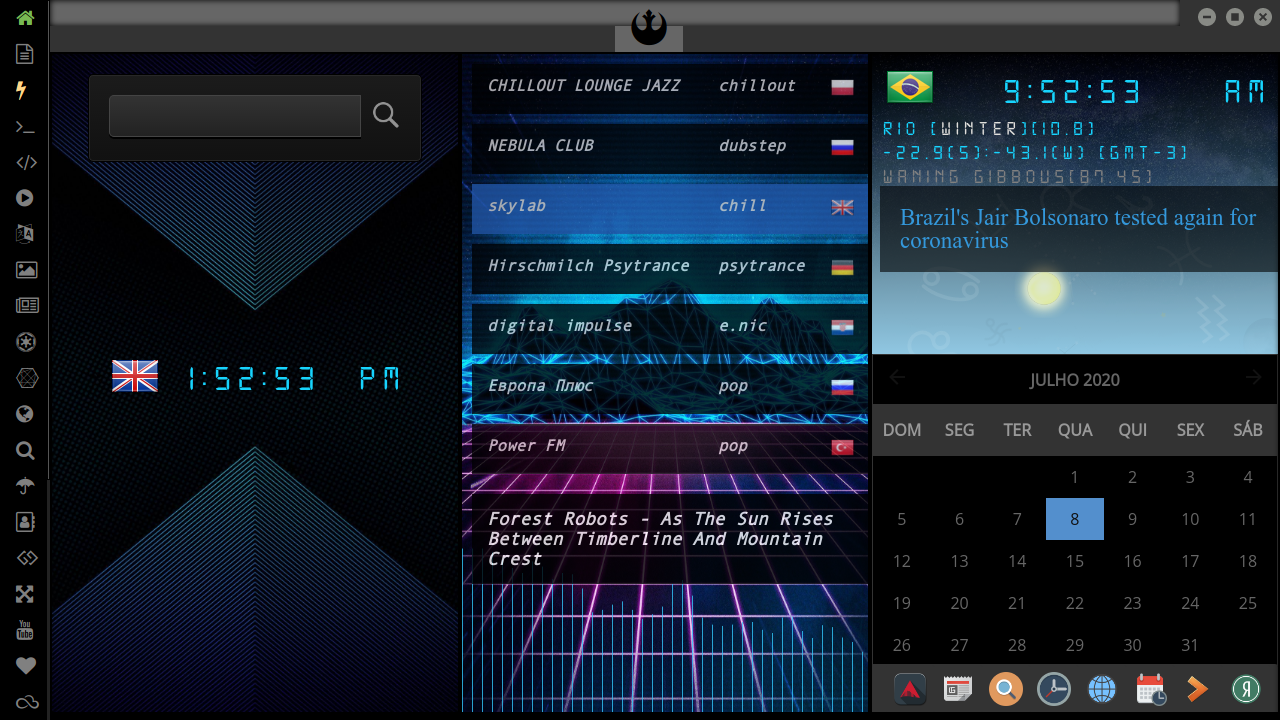 CHILLOUT LOUNGE JAZZ chillout
NEBULA CLUB dubstep
skylab chill
Hirschmilch Psytrance psytrance
digital impulse e.nic
Европа Плюс pop
Power FM pop
Forest Robots - As The Sun Rises
Between Timberline And Mountain
Crest
1:52:53 PM
9:52:53 AM
RIO [WINTER][10.8]
-22.9(S):-43.1(W) [GMT-3]
WANING GIBBOUS[87.45]
Brazil's Jair Bolsonaro tested again for
coronavirus
JULHO 2020
DOM SEG TER QUA QUI SEX SÁB
1 2 3 4
5 6 7 8 9 10 11
12 13 14 15 16 17 18
19 20 21 22 23 24 25
26 27 28 29 30 31